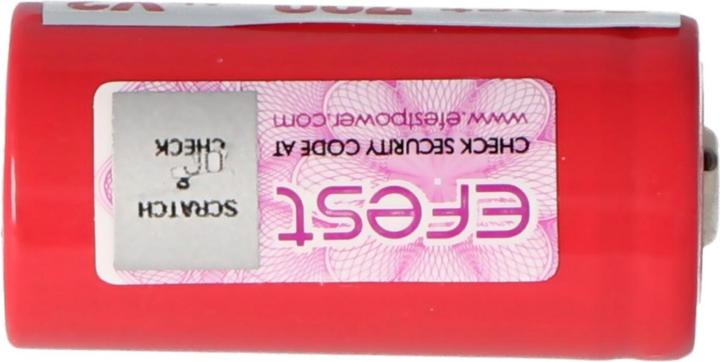 Efest
CHECK SECURITY CODE AT
www.efestpower.com
SCRATCH
&
CHECK